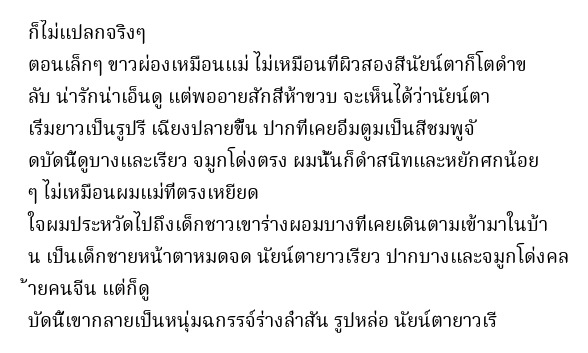 ก็ไม่แปลกจริงๆ
ตอนเล็กๆ ขาวผ่องเหมือนแม่ ไม่เหมือนทีผิวสองสีนัยน์ตาก็โตดำข
ลับ น่ารักน่าเอ็นดู แต่พออายสักสีห้าขวบ จะเห็นได้ว่านัยน์ตา
เรีมยาวเป็นรูปรี เฉียงปลายขึ้น ปากทีเคยอีมตูมเป็นสีชมพูจั
ดบัดนี้ดูบางและเรียว จมูกโด่งตรง ผมนั้นก็ดำสนิทและหยักศกน้อย
ๆ ไม่เหมือนผมแม่ทีตรงเหยียด
ใจผมประหวัดไปถึงเด็กชาวเขาร่างผอมบางทีเคยเดินตามเข้ามาในบ้า
น เป็นเด็กชายหน้าตาหมดจด นัยน์ตายาวเรียว ปากบางและจมูกโด่งคล
้ายคนจีน แต่ก็ดู
บัดนี้เขากลายเป็นหนุ่มฉกรรจ์ร่างลำสัน รูปหล่อ นัยน์ตายาวเรี